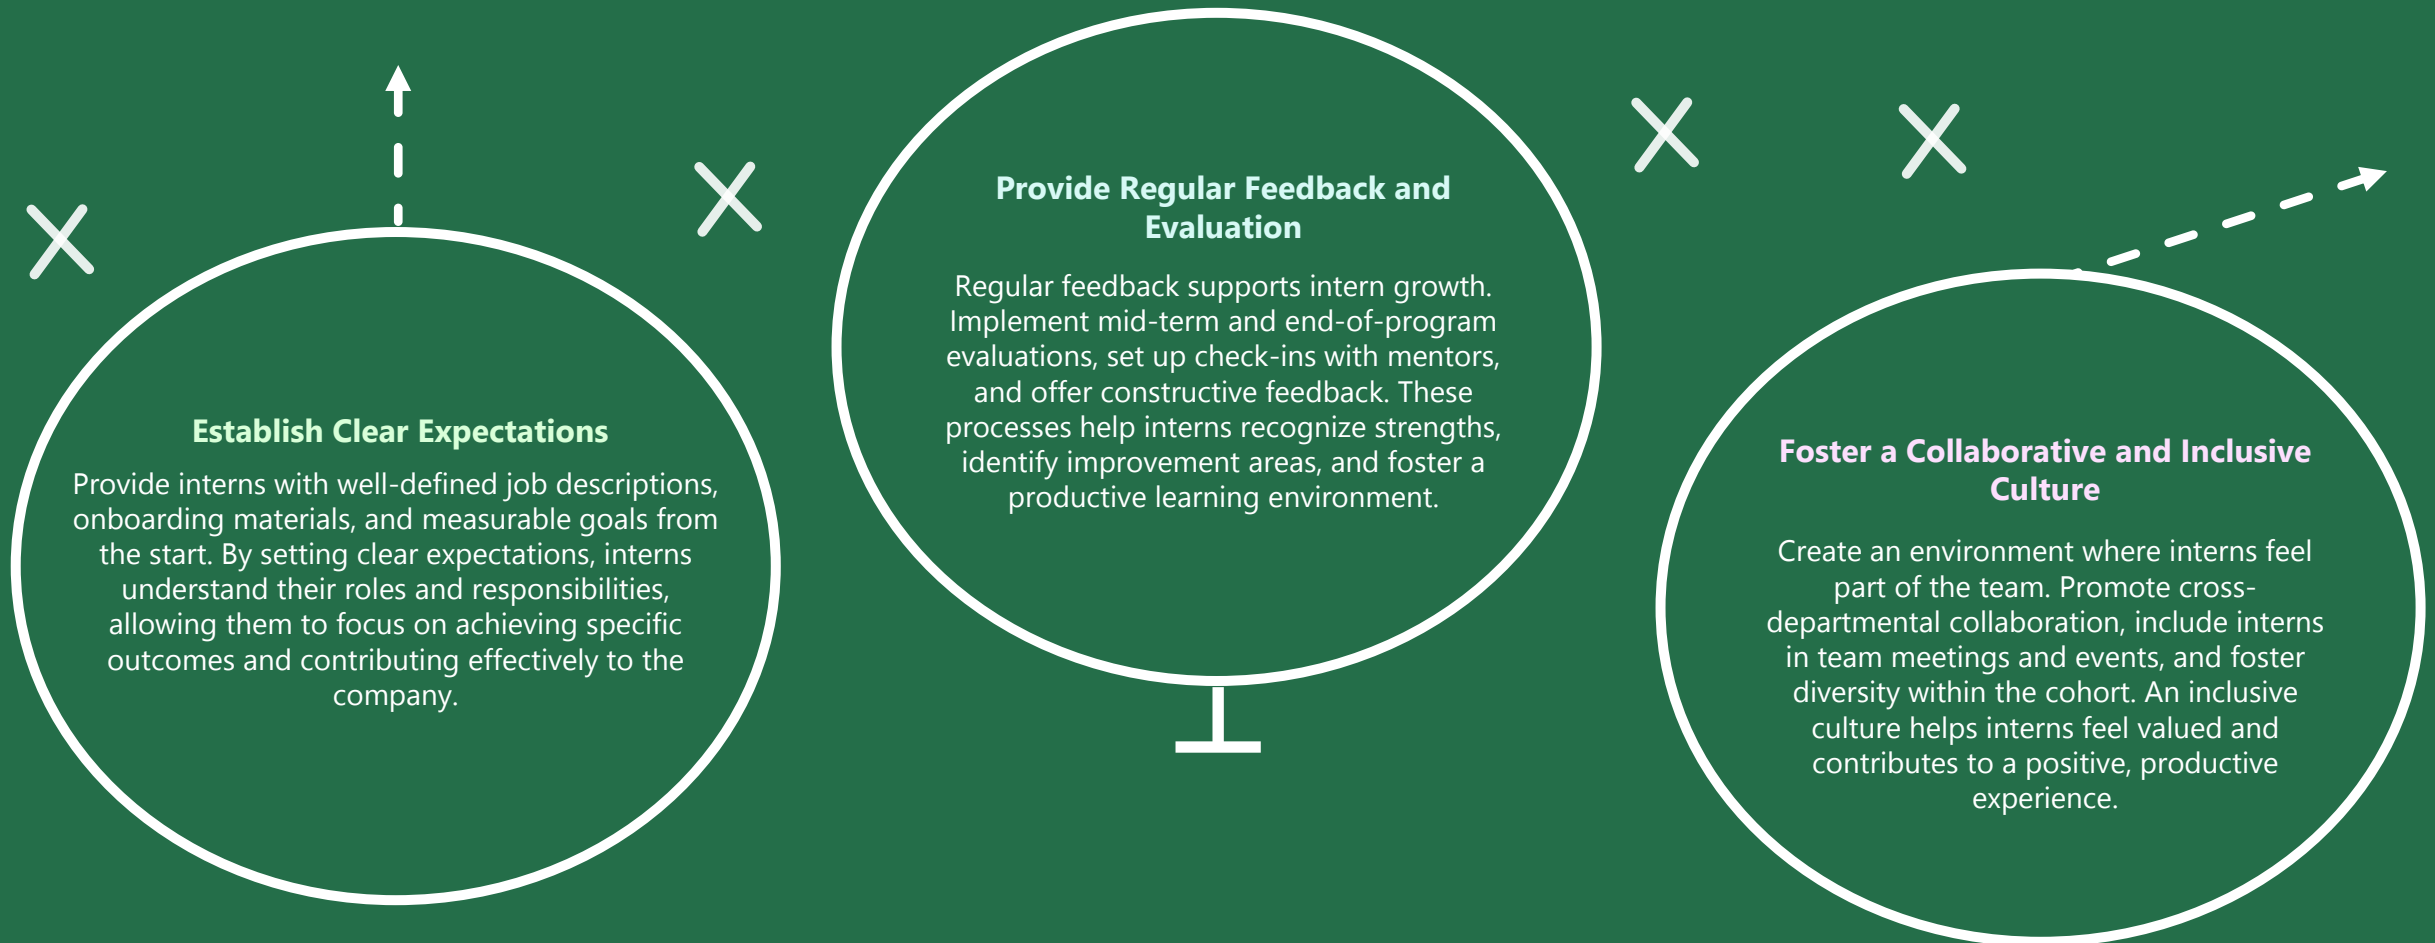 Establish Clear Expectations
Provide interns with well-defined job descriptions,
onboarding materials, and measurable goals from
the start. By setting clear expectations, interns
understand their roles and responsibilities,
allowing them to focus on achieving specific
outcomes and contributing effectively to the
company.
Provide Regular Feedback and
Evaluation
Regular feedback supports intern growth.
Implement mid-term and end-of-program
evaluations, set up check-ins with mentors,
and offer constructive feedback. These
processes help interns recognize strengths,
identify improvement areas, and foster a
productive learning environment.
Foster a Collaborative and Inclusive
Culture
Create an environment where interns feel
part of the team. Promote cross-
departmental collaboration, include interns
in team meetings and events, and foster
diversity within the cohort. An inclusive
culture helps interns feel valued and
contributes to a positive, productive
experience.